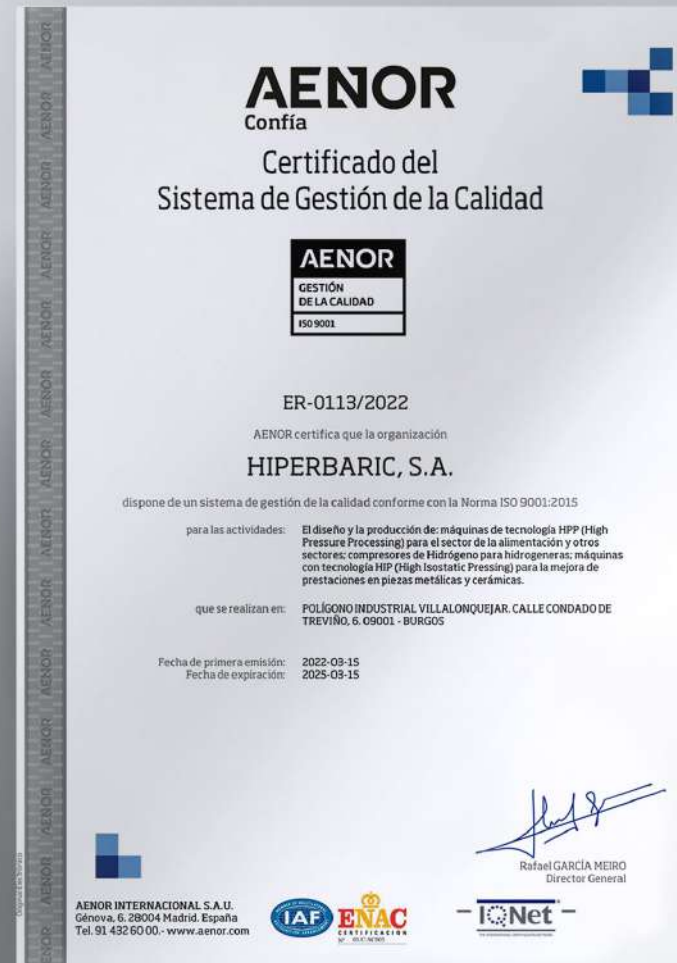 AENOR
Confía
Certificado del
Sistema de Gestión de la Calidad
AENOR
GESTIÓN
DE LA CALIDAD
ISO 9001
ER-0113/2022
AENOR certifica que la organización
HIPERBARIC, S.A.
dispone de un sistema de gestión de la calidad conforme con la Norma ISO 9001:2015
para las actividades: El diseño y la producción de: máquinas de tecnología HPP (High
Pressure Processing) para el sector de la alimentación y otros
sectores; compresores de Hidrógeno para hidrogeneras; máquinas
con tecnología HIP (High Isostatic Pressing) para la mejora de
prestaciones en piezas metálicas y cerámicas.
que se realizan en: POLÍGONO INDUSTRIAL VILLALONQUEJAR. CALLE CONDADO DE
TREVIÑO, 6. 09001 - BURGOS
Fecha de primera emisión: 2022-03-15
Fecha de expiración: 2025-03-15
Rafael GARCÍA MEIRO
Director General
AENOR INTERNACIONAL S.A.U.
Génova, 6. 28004 Madrid. España
Tel. 91 432 60 00.- www.aenor.com
IAF
ENAC
CERTIFICACIÓN
IQNet